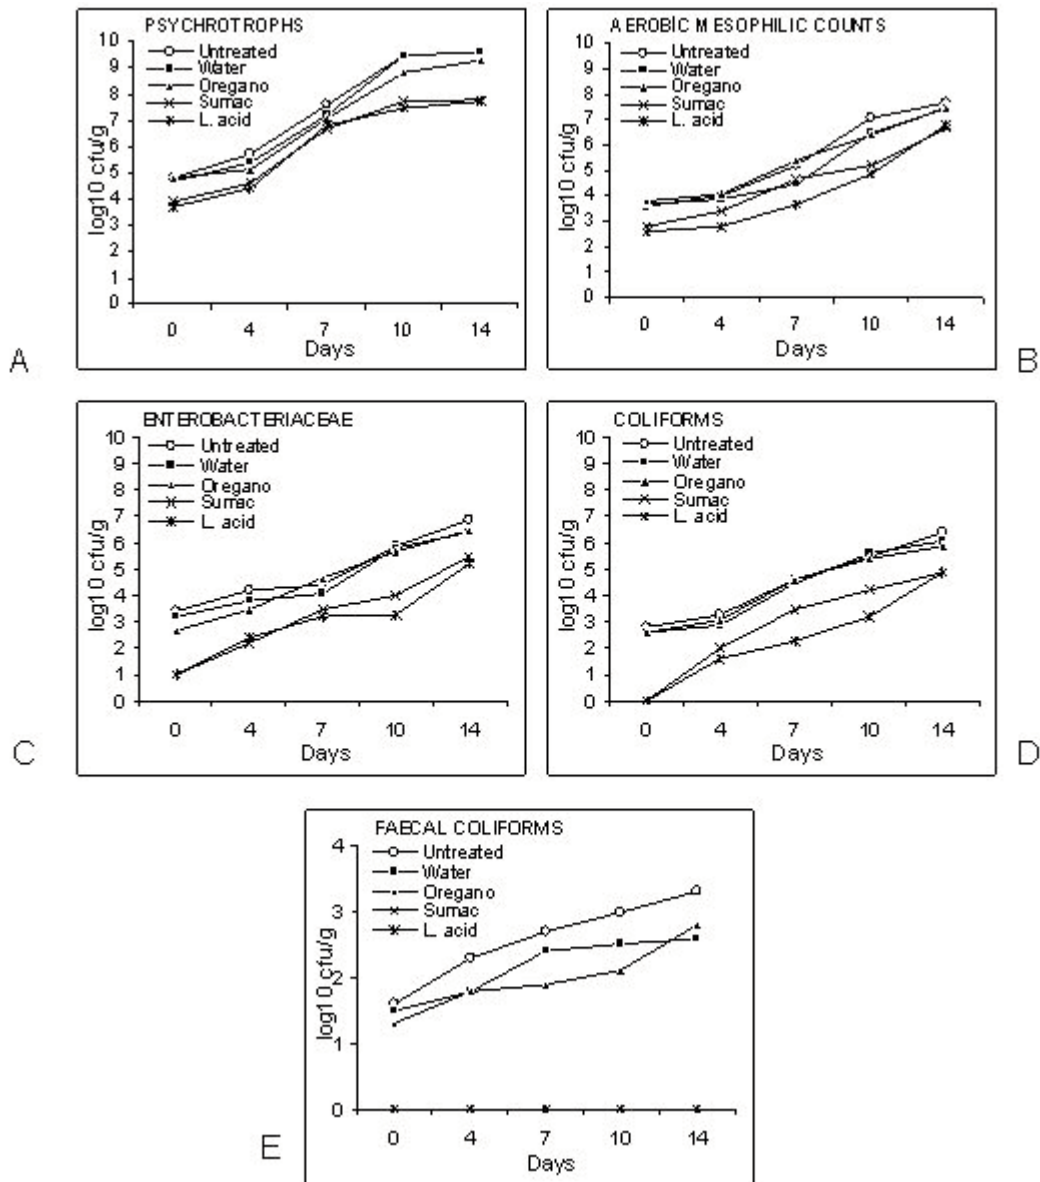 PSYCHROTROPHS
Untreated
Water
Oregano
Sumac
L. acid
10
9
8
7
6
5
4
3
2
1
0
log10 cfu/g
0 4 7 10 14
Days
A
AEROBIC MESOPHILIC COUNTS
Untreated
Water
Oregano
Sumac
L. acid
10
9
8
7
6
5
4
3
2
1
0
log10 cfu/g
0 4 7 10 14
Days
B
ENTEROBACTERIACEAE
Untreated
Water
Oregano
Sumac
L. acid
10
9
8
7
6
5
4
3
2
1
0
log10 cfu/g
0 4 7 10 14
Days
C
COLIFORMS
Untreated
Water
Oregano
Sumac
L. acid
10
9
8
7
6
5
4
3
2
1
0
log10 cfu/g
0 4 7 10 14
Days
D
FAECAL COLIFORMS
Untreated
Water
Oregano
Sumac
L. acid
4
3
2
1
0
log10 cfu/g
0 4 7 10 14
Days
E